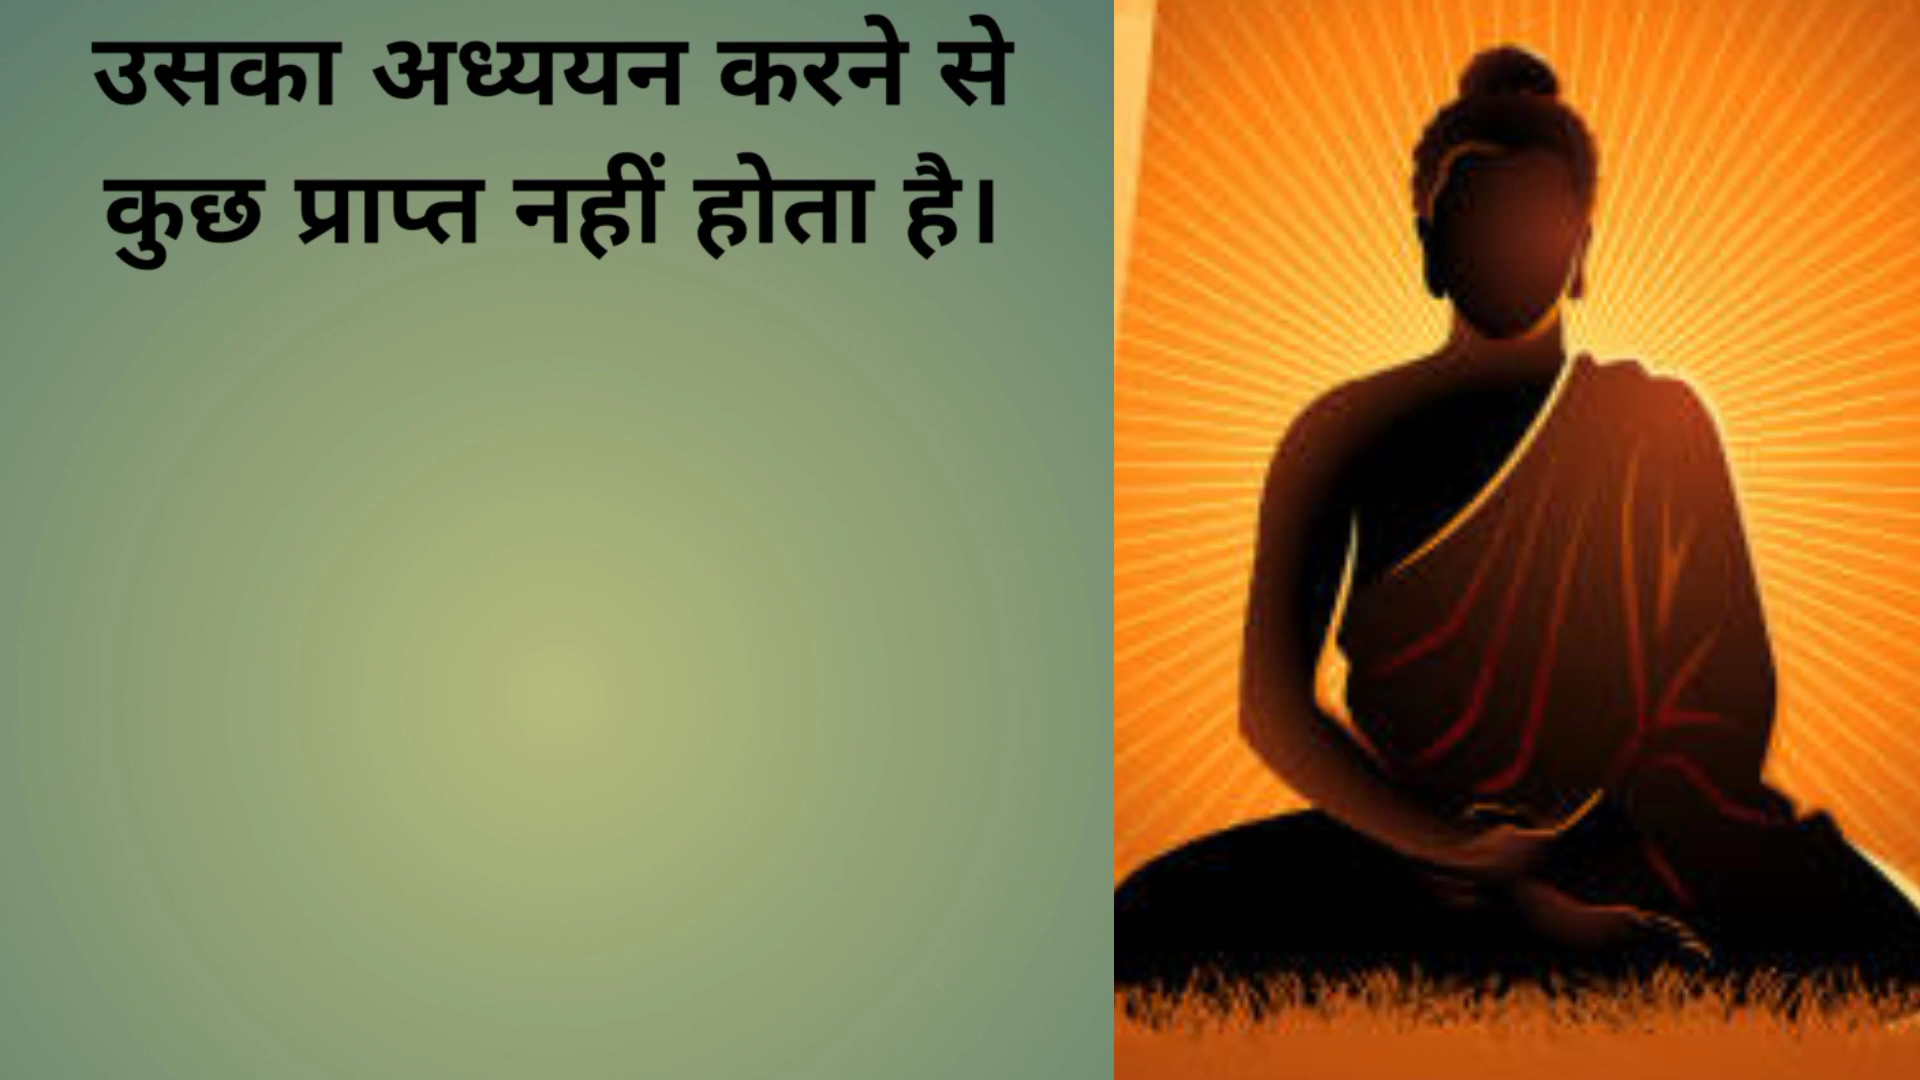 उसका अध्ययन करने से
कुछ प्राप्त नहीं होता है।